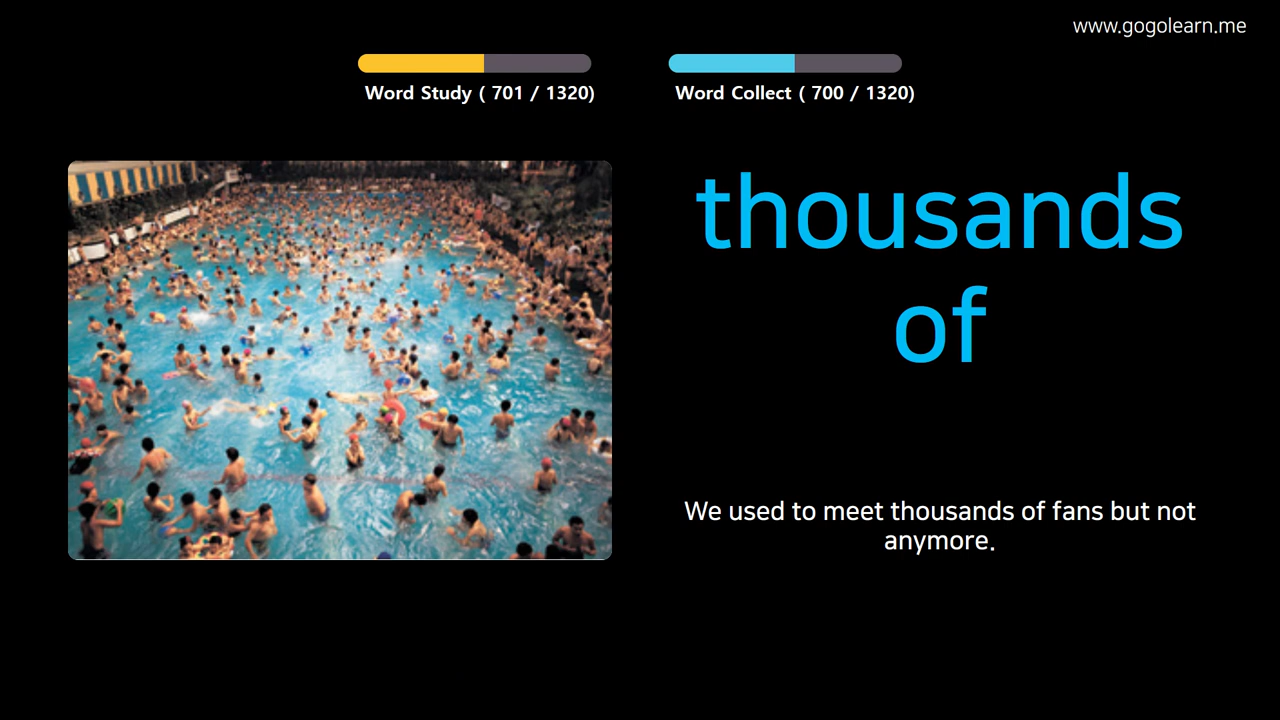 www.gogolearn.me
Word Study ( 701 / 1320)
Word Collect ( 700 / 1320)
thousands
of
We used to meet thousands of fans but not
anymore.